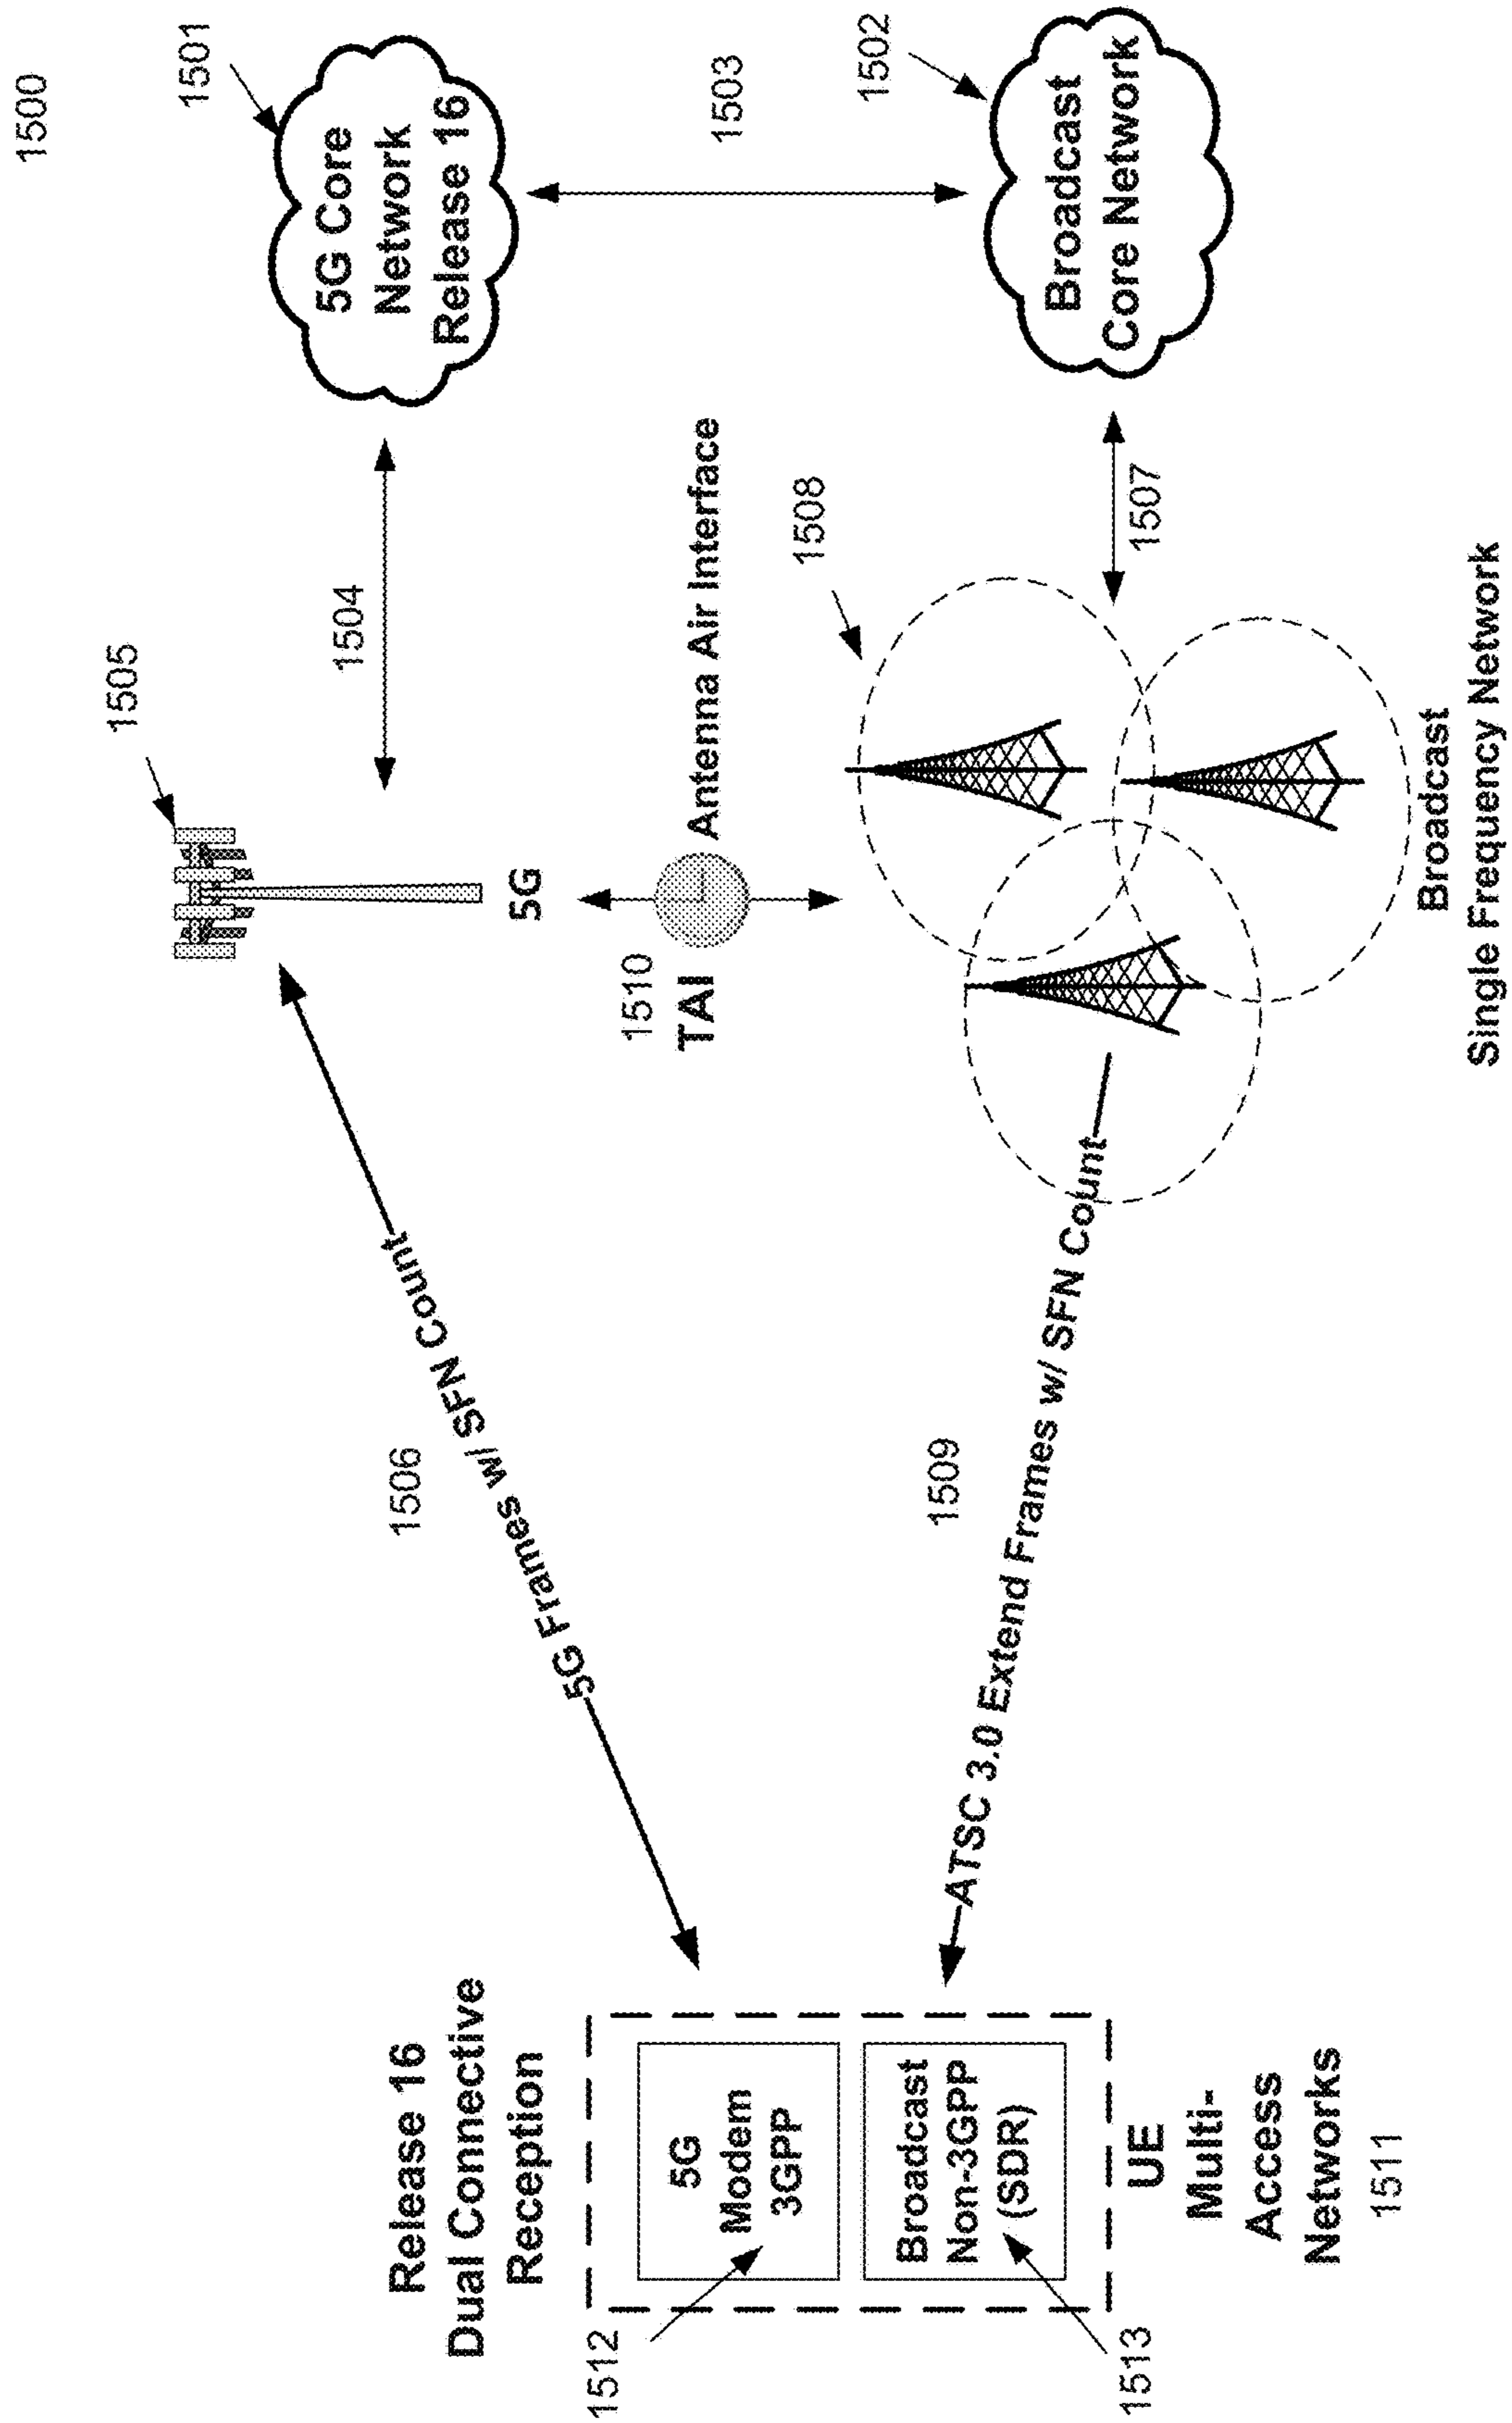 1500
1501
5G Core
Network
Release 16
1503
1502
Broadcast
Core Network
1504
1505
5G
1510
TAI
Antenna Air Interface
1508
1507
Broadcast
Single Frequency Network
1506
5G Frames w/ SFN Count
1509
ATSC 3.0 Extend Frames w/ SFN Count
Release 16
Dual Connective
Reception
5G
Modem
3GPP
1512
Broadcast
Non-3GPP
(SDR)
1513
UE
Multi-
Access
Networks
1511